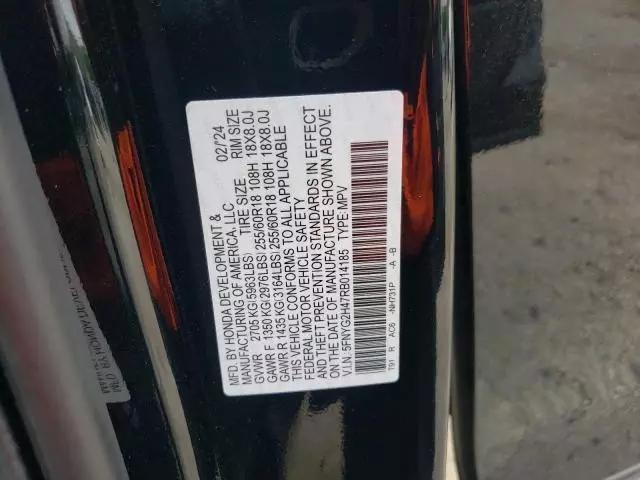 MFD. BY HONDA DEVELOPMENT & 02/'24
MANUFACTURING OF AMERICA, LLC TIRE SIZE RIM SIZE
GVWR 2705 KG(5963LBS)
GAWR F 1350 KG(2976LBS) 255/60R18 108H 18X8.0J
GAWR R 1435 KG(3164LBS) 255/60R18 108H 18X8.0J
THIS VEHICLE CONFORMS TO ALL APPLICABLE
FEDERAL MOTOR VEHICLE SAFETY
AND THEFT PREVENTION STANDARDS IN EFFECT
ON THE DATE OF MANUFACTURE SHOWN ABOVE.
V.I.N. 5FNYG2H47RB014185 TYPE:MPV
T91 R AC6 -NH731P -A -B